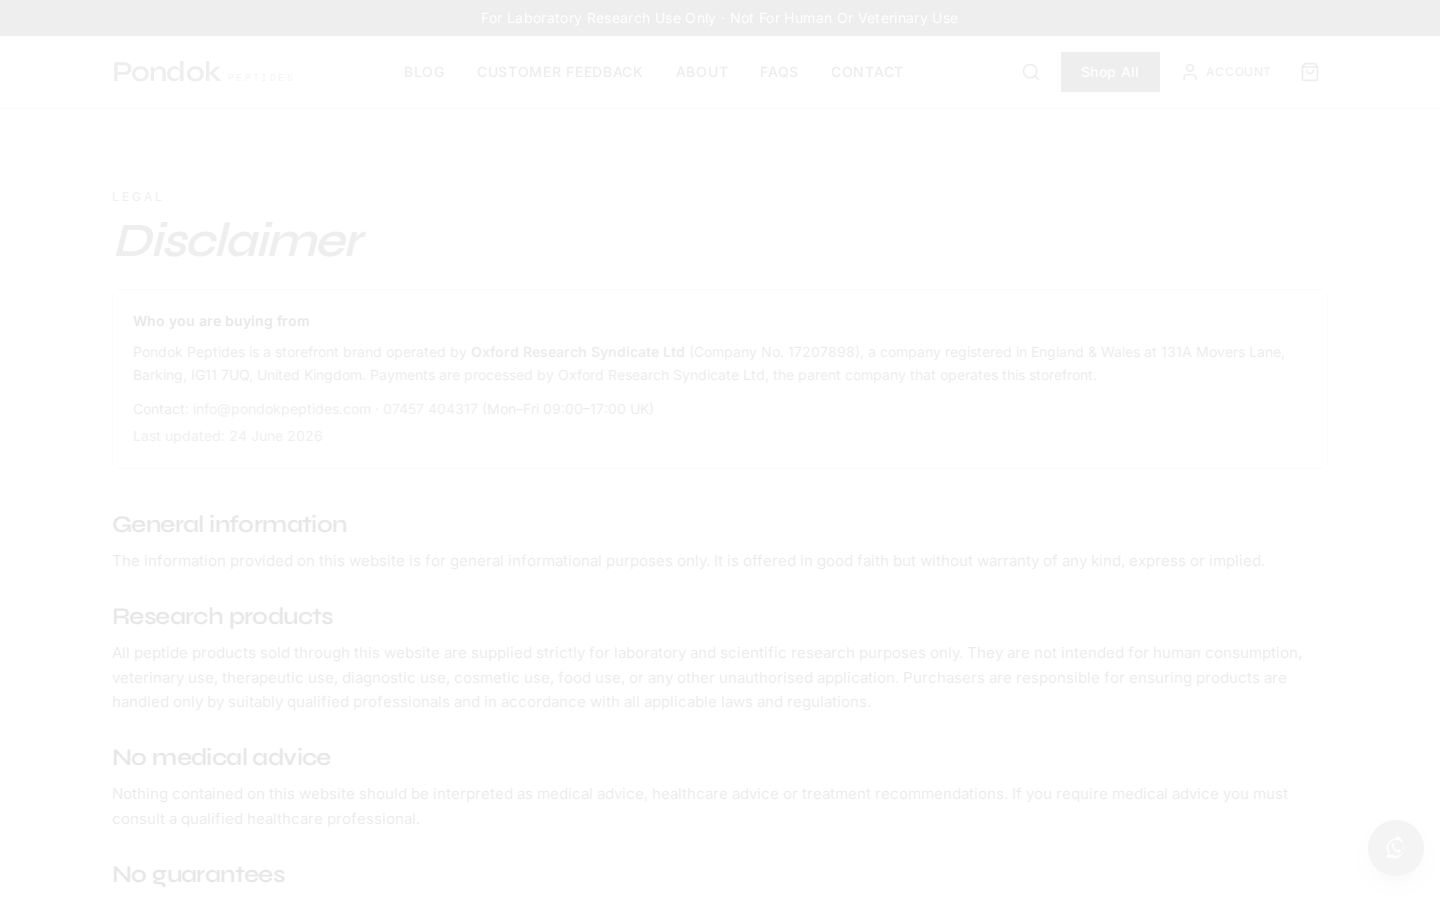 For Laboratory Research Use Only · Not For Human Or Veterinary Use
Pondok PEPTIDES
BLOG
CUSTOMER FEEDBACK
ABOUT
FAQS
CONTACT
Shop All
ACCOUNT
LEGAL
Disclaimer
Who you are buying from
Pondok Peptides is a storefront brand operated by Oxford Research Syndicate Ltd (Company No. 17207898), a company registered in England & Wales at 131A Movers Lane,
Barking, IG11 7UQ, United Kingdom. Payments are processed by Oxford Research Syndicate Ltd, the parent company that operates this storefront.
Contact: info@pondokpeptides.com · 07457 404317 (Mon–Fri 09:00–17:00 UK)
Last updated: 24 June 2026
General information
The information provided on this website is for general informational purposes only. It is offered in good faith but without warranty of any kind, express or implied.
Research products
All peptide products sold through this website are supplied strictly for laboratory and scientific research purposes only. They are not intended for human consumption,
veterinary use, therapeutic use, diagnostic use, cosmetic use, food use, or any other unauthorised application. Purchasers are responsible for ensuring products are
handled only by suitably qualified professionals and in accordance with all applicable laws and regulations.
No medical advice
Nothing contained on this website should be interpreted as medical advice, healthcare advice or treatment recommendations. If you require medical advice you must
consult a qualified healthcare professional.
No guarantees